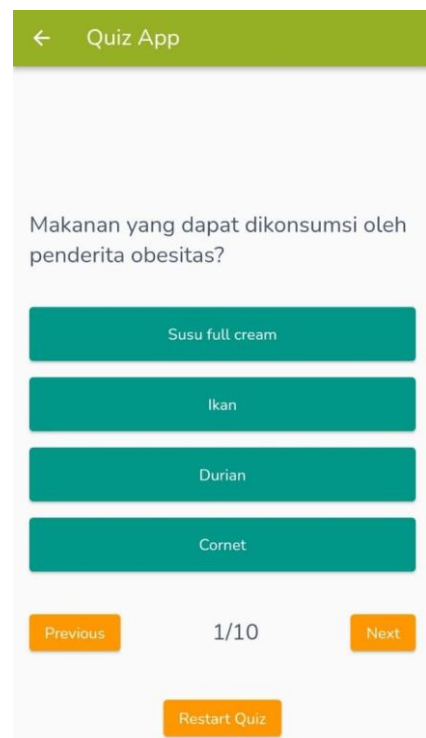 Quiz App
Makanan yang dapat dikonsumsi oleh
penderita obesitas?
Susu full cream
Ikan
Durian
Cornet
Previous
1/10
Next
Restart Quiz